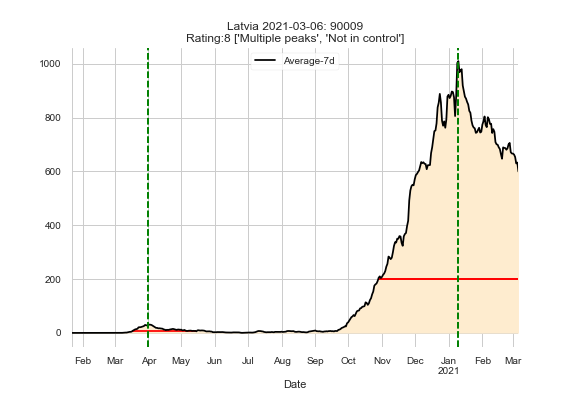 Latvia 2021-03-06: 90009
Rating:8 ['Multiple peaks', 'Not in control']
Average-7d
1000
800
600
400
200
0
Feb Mar Apr May Jun Jul Aug Sep Oct Nov Dec Jan Feb Mar
2021
Date